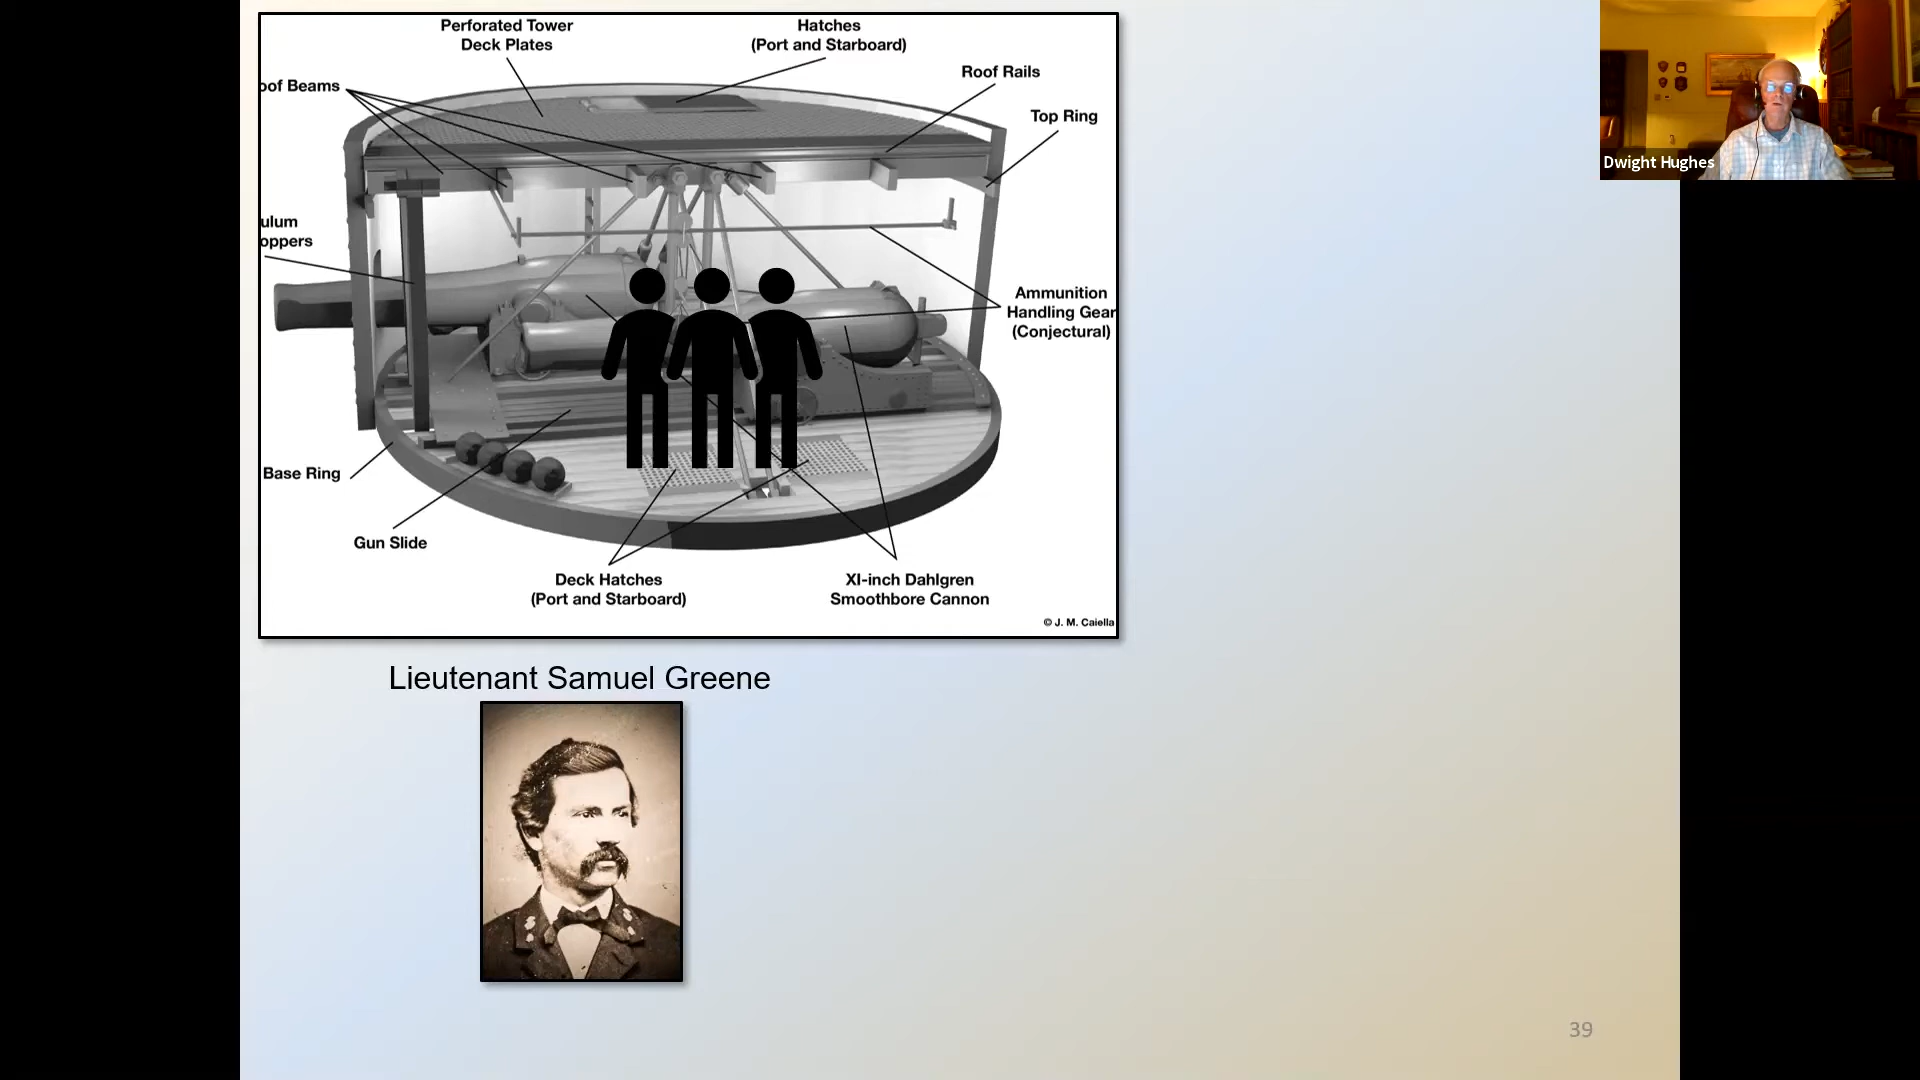 Perforated Tower
Deck Plates
Hatches
(Port and Starboard)
oof Beams
Roof Rails
Top Ring
ulum
oppers
Ammunition
Handling Gear
(Conjectural)
Base Ring
Gun Slide
Deck Hatches
(Port and Starboard)
XI-inch Dahlgren
Smoothbore Cannon
© J. M. Caiella
Lieutenant Samuel Greene
Dwight Hughes
39